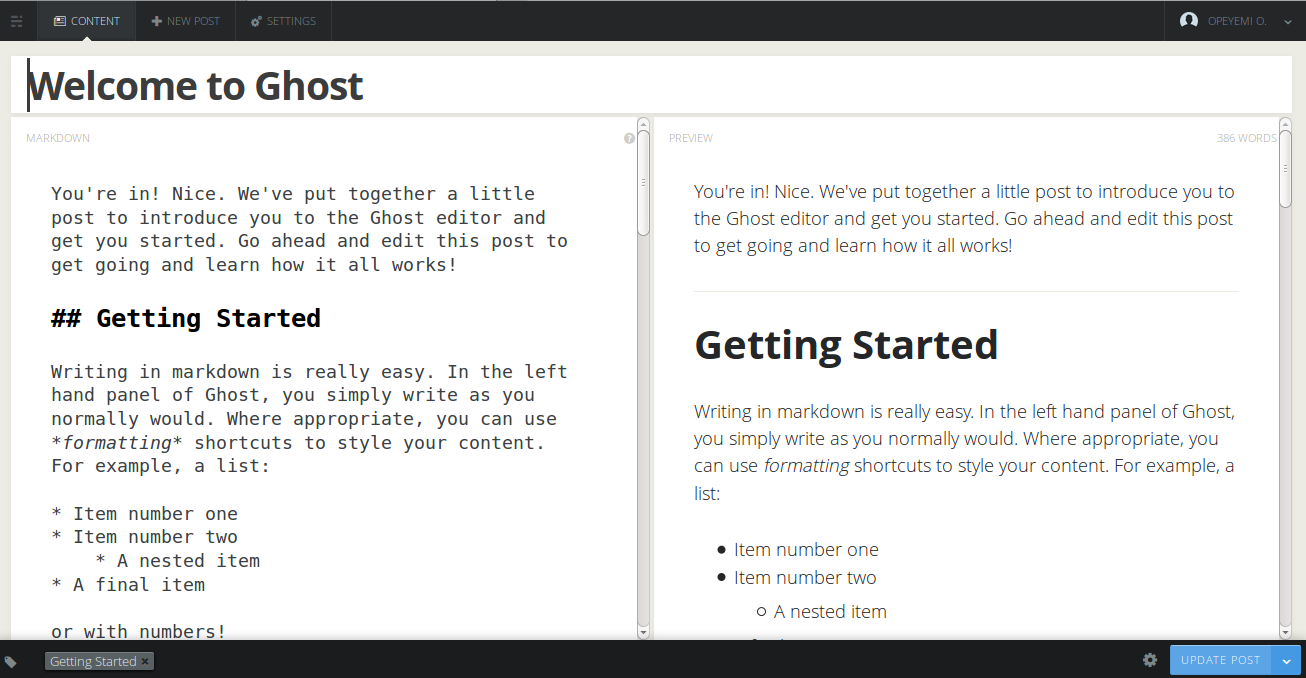 CONTENT
NEW POST
SETTINGS
OPEYEMI O.
Welcome to Ghost
MARKDOWN
?
You're in! Nice. We've put together a little
post to introduce you to the Ghost editor and
get you started. Go ahead and edit this post to
get going and learn how it all works!
## Getting Started
Writing in markdown is really easy. In the left
hand panel of Ghost, you simply write as you
normally would. Where appropriate, you can use
*formatting* shortcuts to style your content.
For example, a list:
* Item number one
* Item number two
    * A nested item
* A final item
or with numbers!
PREVIEW
386 WORDS
You're in! Nice. We've put together a little post to introduce you to
the Ghost editor and get you started. Go ahead and edit this post
to get going and learn how it all works!
Getting Started
Writing in markdown is really easy. In the left hand panel of Ghost,
you simply write as you normally would. Where appropriate, you
can use formatting shortcuts to style your content. For example, a
list:
● Item number one
● Item number two
○ A nested item
Getting Started ×
UPDATE POST